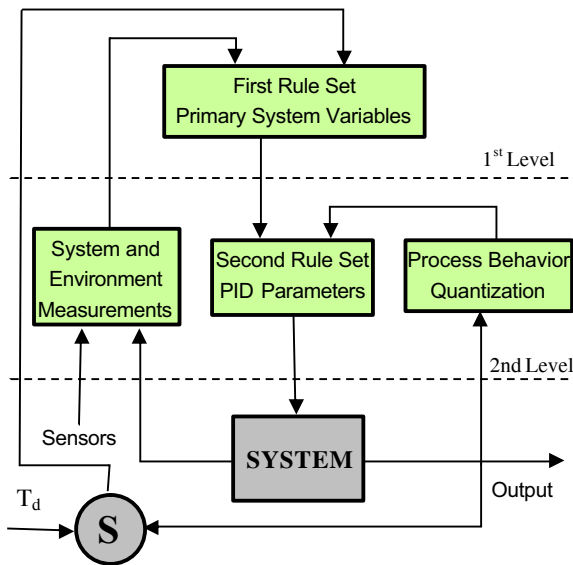 First Rule Set
Primary System Variables
1st Level
System and
Environment
Measurements
Second Rule Set
PID Parameters
Process Behavior
Quantization
2nd Level
Sensors
SYSTEM
Output
Td
S